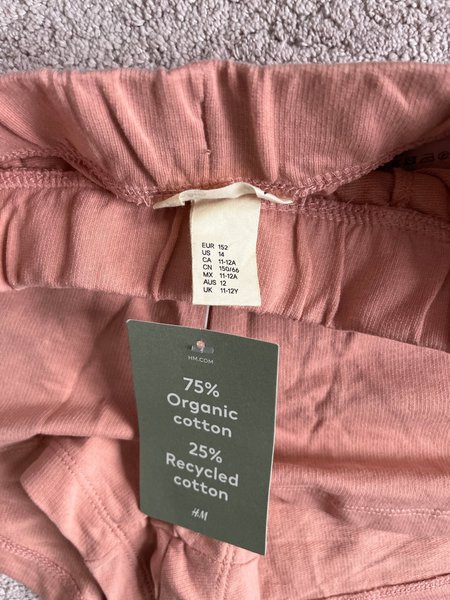 EUR 152
US 14
CA 11-12A
CN 150/66
MX 11-12A
AUS 12
UK 11-12Y
HM.COM
75%
Organic
cotton
25%
Recycled
cotton
H&M